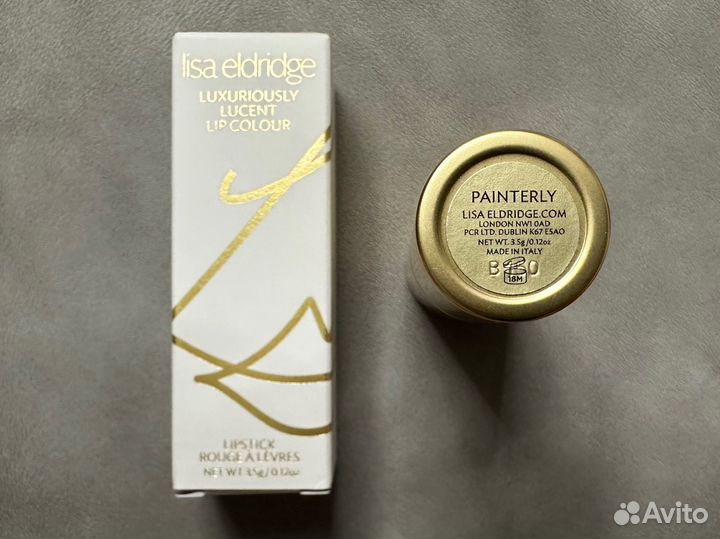 lisa eldridge
LUXURIOUSLY
LUCENT
LIP COLOUR
LIPSTICK
ROUGE À LÈVRES
NET WT 3.5g/0.12oz
PAINTERLY
LISA ELDRIDGE.COM
LONDON NW1 0AD
PCR LTD. DUBLIN K67 E5A0
NET WT. 3.5g/0.12oz
MADE IN ITALY
18M
Avito